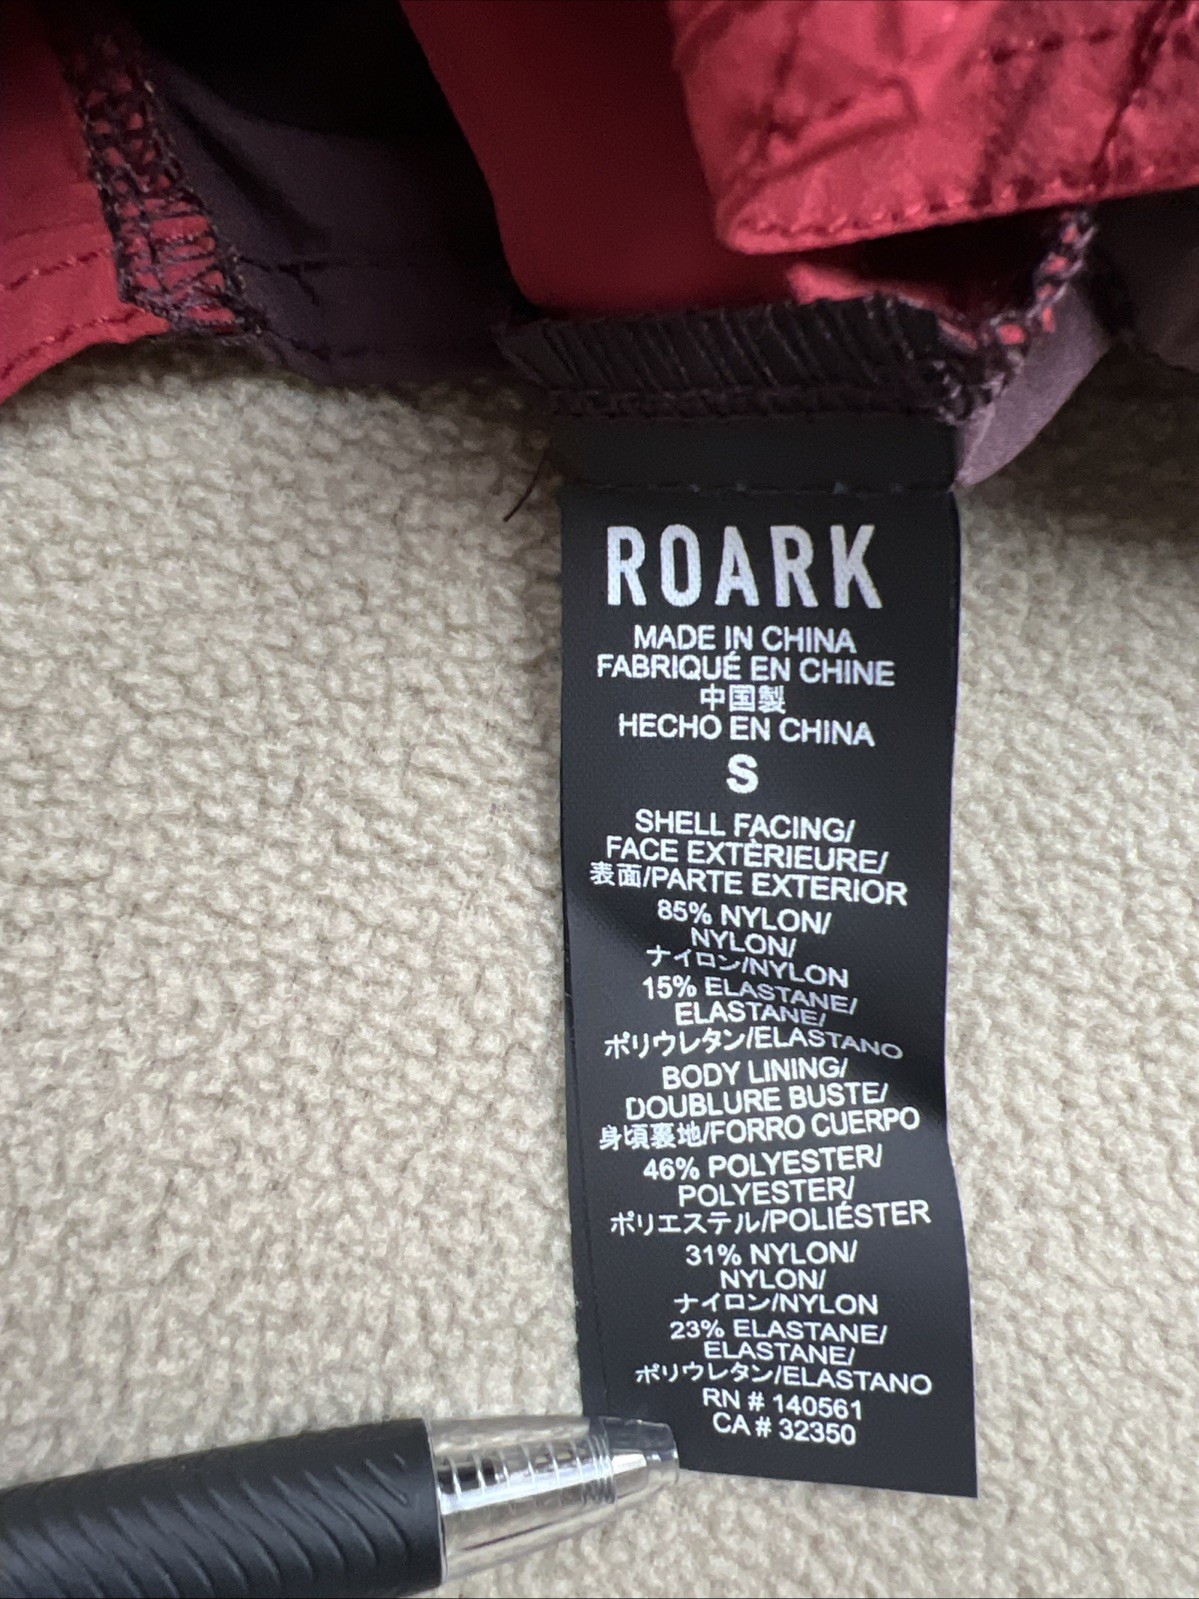 ROARK
MADE IN CHINA
FABRIQUÉ EN CHINE
中国製
HECHO EN CHINA
S
SHELL FACING/
FACE EXTÈRIEURE/
表面/PARTE EXTERIOR
85% NYLON/
NYLON/
ナイロン/NYLON
15% ELASTANE/
ELASTANE/
ポリウレタン/ELASTANO
BODY LINING/
DOUBLURE BUSTE/
身頃裏地/FORRO CUERPO
46% POLYESTER/
POLYESTER/
ポリエステル/POLIÉSTER
31% NYLON/
NYLON/
ナイロン/NYLON
23% ELASTANE/
ELASTANE/
ポリウレタン/ELASTANO
RN # 140561
CA # 32350